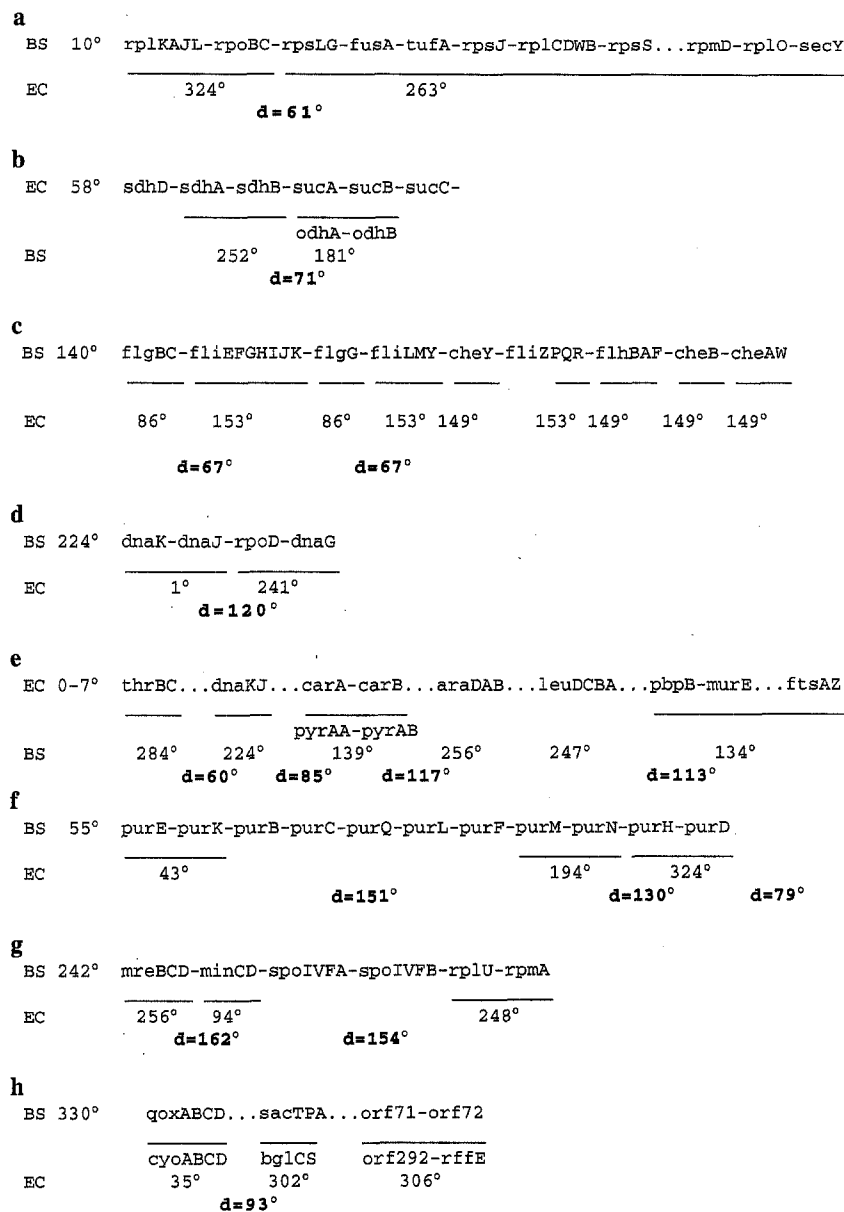 a
BS 10° rplKAJL-rpoBC-rpsLG-fusA-tufA-rpsJ-rplCDWB-rpsS...rpmD-rplO-secY
EC 324° 263°
d=61°
b
EC 58° sdhD-sdhA-sdhB-sucA-sucB-sucC-
odhA-odhB
BS 252° 181°
d=71°
c
BS 140° flgBC-fliEFGHIJK-flgG-fliLMY-cheY-fliZPQR-flhBAF-cheB-cheAW
EC 86° 153° 86° 153° 149° 153° 149° 149° 149°
d=67° d=67°
d
BS 224° dnaK-dnaJ-rpoD-dnaG
EC 1° 241°
d=120°
e
EC 0-7° thrBC...dnaKJ...carA-carB...araDAB...leuDCBA...pbpB-murE...ftsAZ
pyrAA-pyrAB
BS 284° 224° 139° 256° 247° 134°
d=60° d=85° d=117° d=113°
f
BS 55° purE-purK-purB-purC-purQ-purL-purF-purM-purN-purH-purD
EC 43° 194° 324°
d=151° d=130° d=79°
g
BS 242° mreBCD-minCD-spoIVFA-spoIVFB-rplU-rpmA
EC 256° 94° 248°
d=162° d=154°
h
BS 330° qoxABCD...sacTPA...orf71-orf72
cyoABCD bglCS orf292-rffE
EC 35° 302° 306°
d=93°